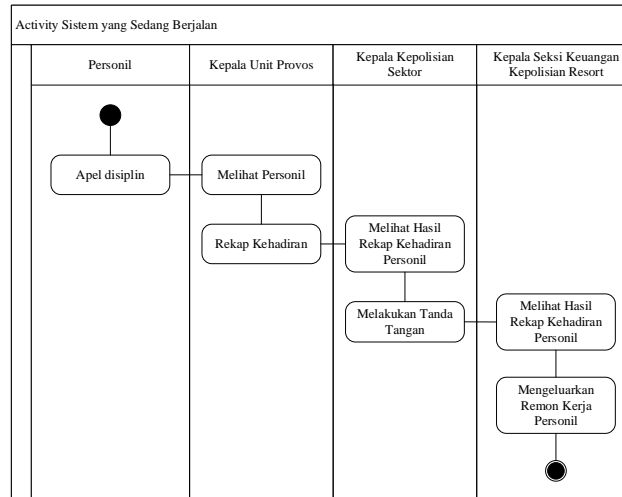 Activity Sistem yang Sedang Berjalan
Personil
Kepala Unit Provos
Kepala Kepolisian
Sektor
Kepala Seksi Keuangan
Kepolisian Resort
Apel disiplin
Melihat Personil
Rekap Kehadiran
Melihat Hasil
Rekap Kehadiran
Personil
Melakukan Tanda
Tangan
Melihat Hasil
Rekap Kehadiran
Personil
Mengeluarkan
Remon Kerja
Personil